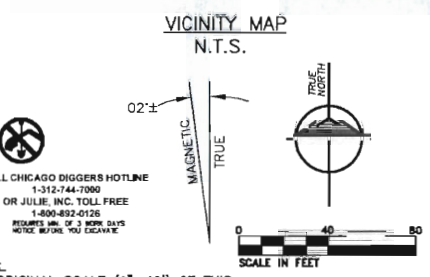 VICINITY MAP
N.T.S.
TRUE NORTH
02°±
MAGNETIC
TRUE
CHICAGO DIGGERS HOTLINE
1-312-744-7000
OR JULIE, INC. TOLL FREE
1-800-892-0126
REQUIRES MIN. OF 3 WORK DAYS
NOTICE BEFORE YOU EXCAVATE
0 40 80
SCALE IN FEET